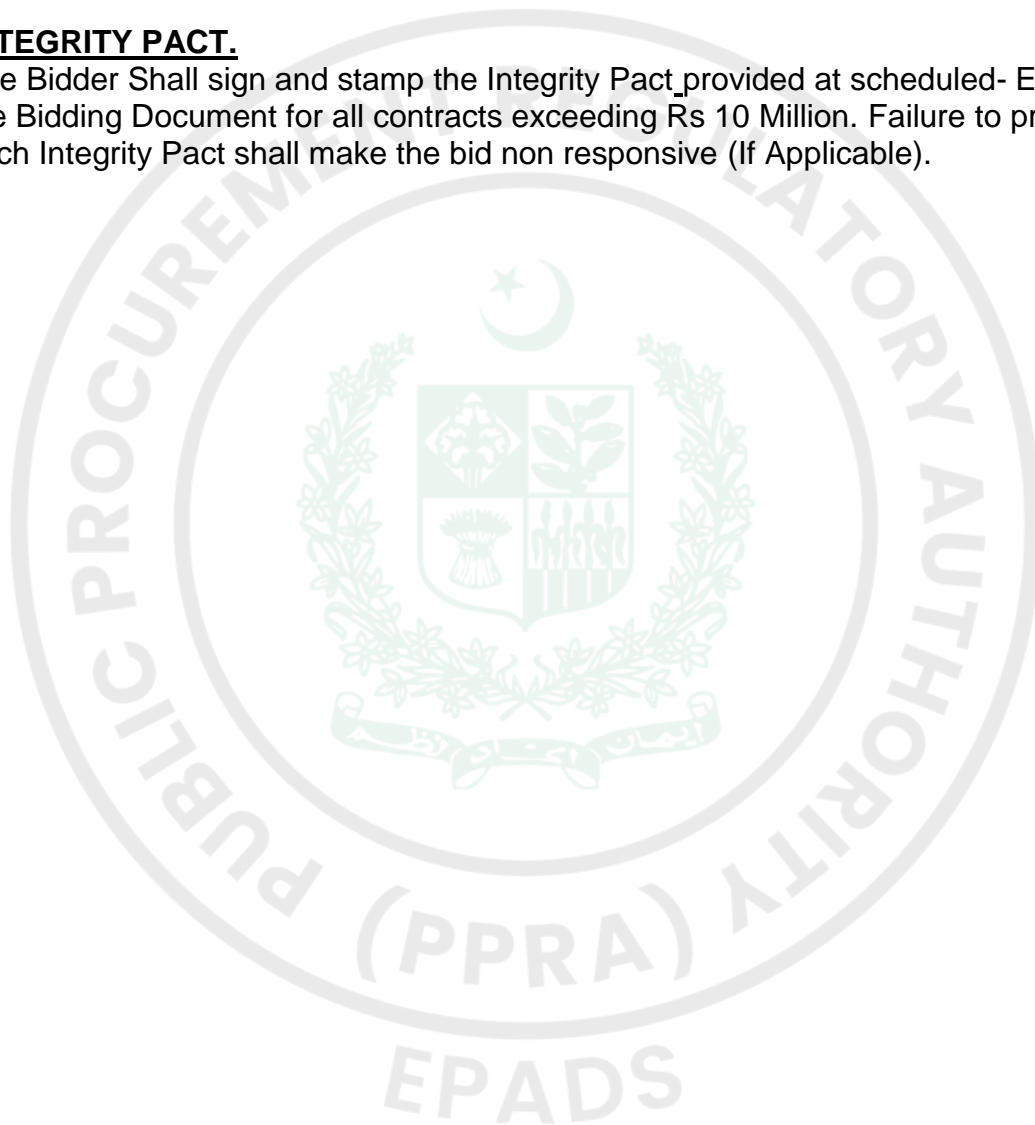 TEGRITY PACT.
e Bidder Shall sign and stamp the Integrity Pact provided at scheduled- E
e Bidding Document for all contracts exceeding Rs 10 Million. Failure to pr
ch Integrity Pact shall make the bid non responsive (If Applicable).
PUBLIC PROCUREMENT REGULATORY AUTHORITY
(PPRA)
EPADS